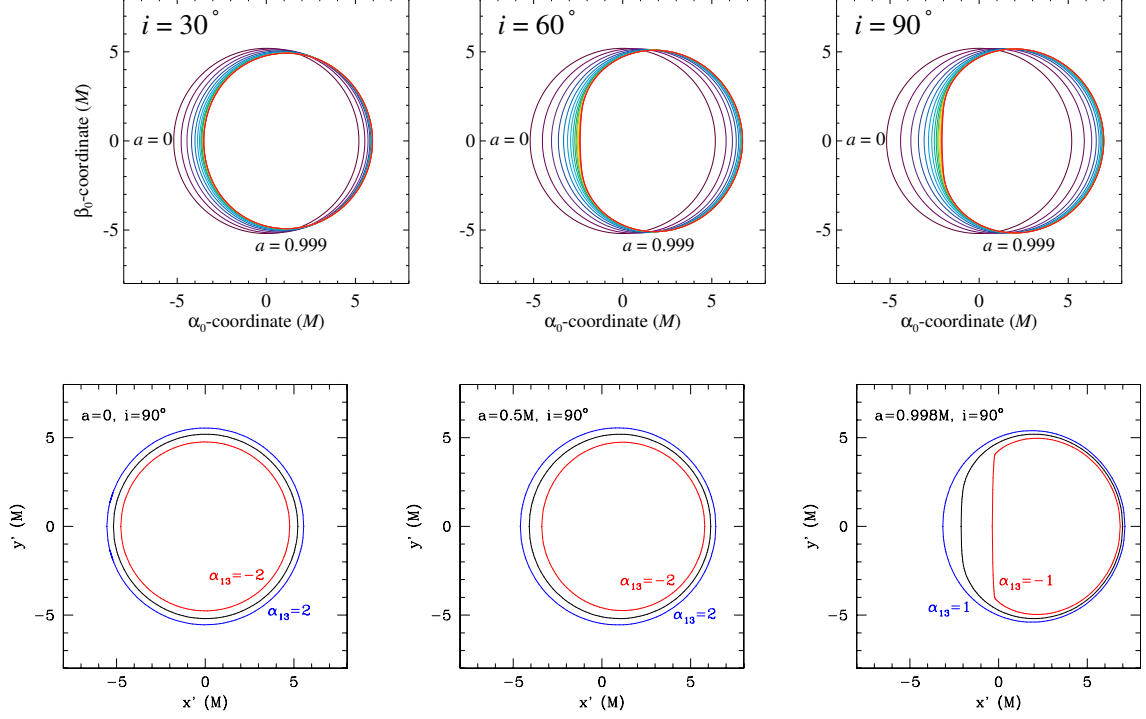 i = 30°
i = 60°
i = 90°
5
0
-5
β₀-coordinate (M)
a = 0
a = 0.999
-5 0 5
α₀-coordinate (M)
5
0
-5
a = 0
a = 0.999
-5 0 5
α₀-coordinate (M)
5
0
-5
a = 0
a = 0.999
-5 0 5
α₀-coordinate (M)
a=0, i=90°
5
0
−5
y' (M)
α₁₃=−2
α₁₃=2
−5 0 5
x' (M)
a=0.5M, i=90°
5
0
−5
y' (M)
α₁₃=−2
α₁₃=2
−5 0 5
x' (M)
a=0.998M, i=90°
5
0
−5
y' (M)
α₁₃=−1
α₁₃=1
−5 0 5
x' (M)